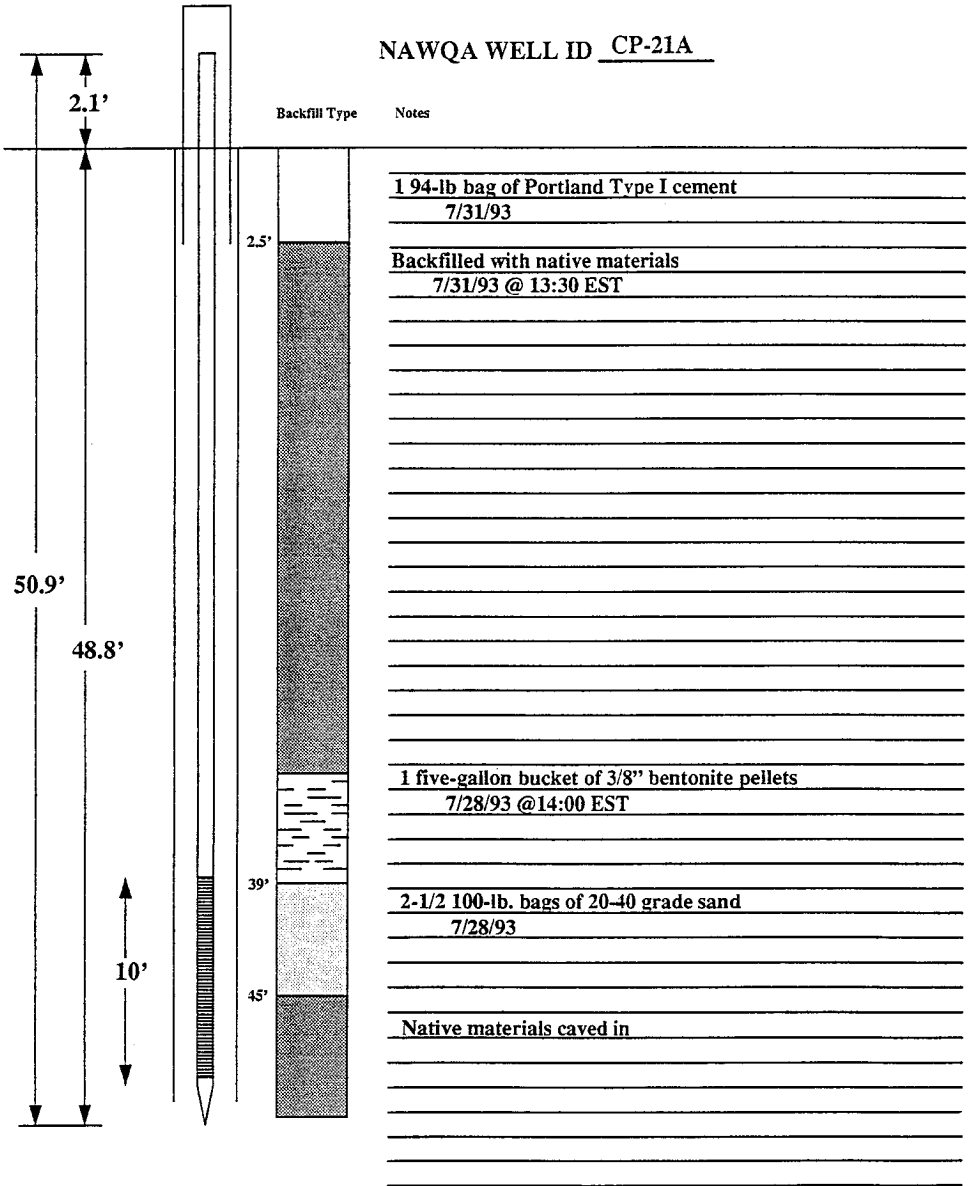 NAWQA WELL ID CP-21A
2.1'
Backfill Type Notes
1 94-lb bag of Portland Type I cement
7/31/93
2.5'
Backfilled with native materials
7/31/93 @ 13:30 EST
50.9'
48.8'
1 five-gallon bucket of 3/8" bentonite pellets
7/28/93 @14:00 EST
39'
2-1/2 100-lb. bags of 20-40 grade sand
7/28/93
10'
45'
Native materials caved in